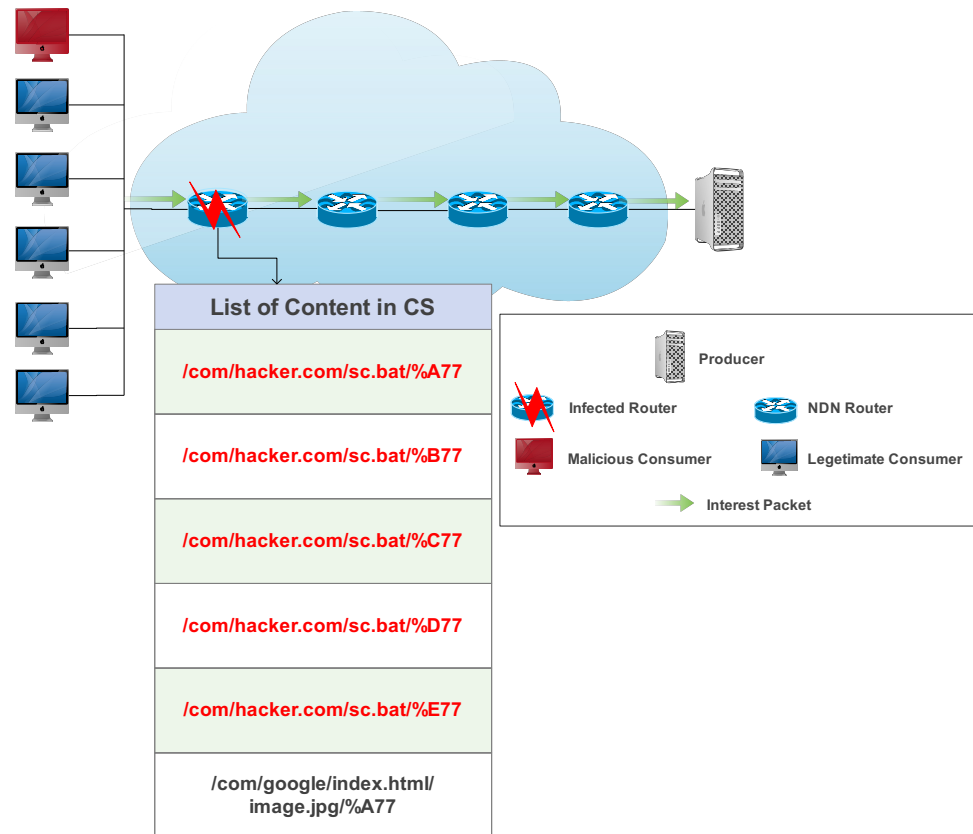 List of Content in CS
/com/hacker.com/sc.bat/%A77
/com/hacker.com/sc.bat/%B77
/com/hacker.com/sc.bat/%C77
/com/hacker.com/sc.bat/%D77
/com/hacker.com/sc.bat/%E77
/com/google/index.html/
image.jpg/%A77
Producer
Infected Router
NDN Router
Malicious Consumer
Legetimate Consumer
Interest Packet